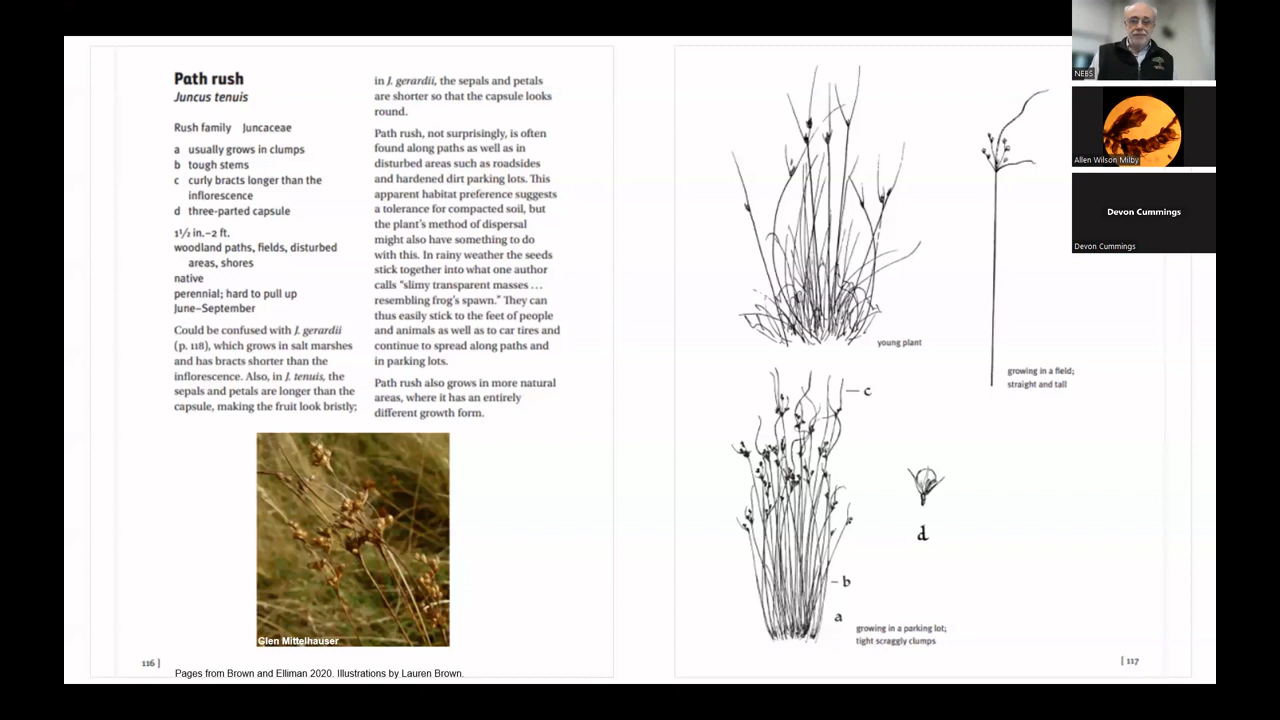 Path rush
Juncus tenuis
Rush family Juncaceae
a usually grows in clumps
b tough stems
c curly bracts longer than the
inflorescence
d three-parted capsule
1½ in.–2 ft.
woodland paths, fields, disturbed
areas, shores
native
perennial; hard to pull up
June–September
Could be confused with J. gerardii
(p. 118), which grows in salt marshes
and has bracts shorter than the
inflorescence. Also, in J. tenuis, the
sepals and petals are longer than the
capsule, making the fruit look bristly;
in J. gerardii, the sepals and petals
are shorter so that the capsule looks
round.
Path rush, not surprisingly, is often
found along paths as well as in
disturbed areas such as roadsides
and hardened dirt parking lots. This
apparent habitat preference suggests
a tolerance for compacted soil, but
the plant's method of dispersal
might also have something to do
with this. In rainy weather the seeds
stick together into what one author
calls "slimy transparent masses …
resembling frog's spawn." They can
thus easily stick to the feet of people
and animals as well as to car tires and
continue to spread along paths and
in parking lots.
Path rush also grows in more natural
areas, where it has an entirely
different growth form.
Glen Mittelhauser
116 |
Pages from Brown and Elliman 2020. Illustrations by Lauren Brown.
young plant
growing in a field;
straight and tall
c
d
b
a
growing in a parking lot;
tight scraggly clumps
[ 117
NEBS
Allen Wilson Milby
Devon Cummings
Devon Cummings